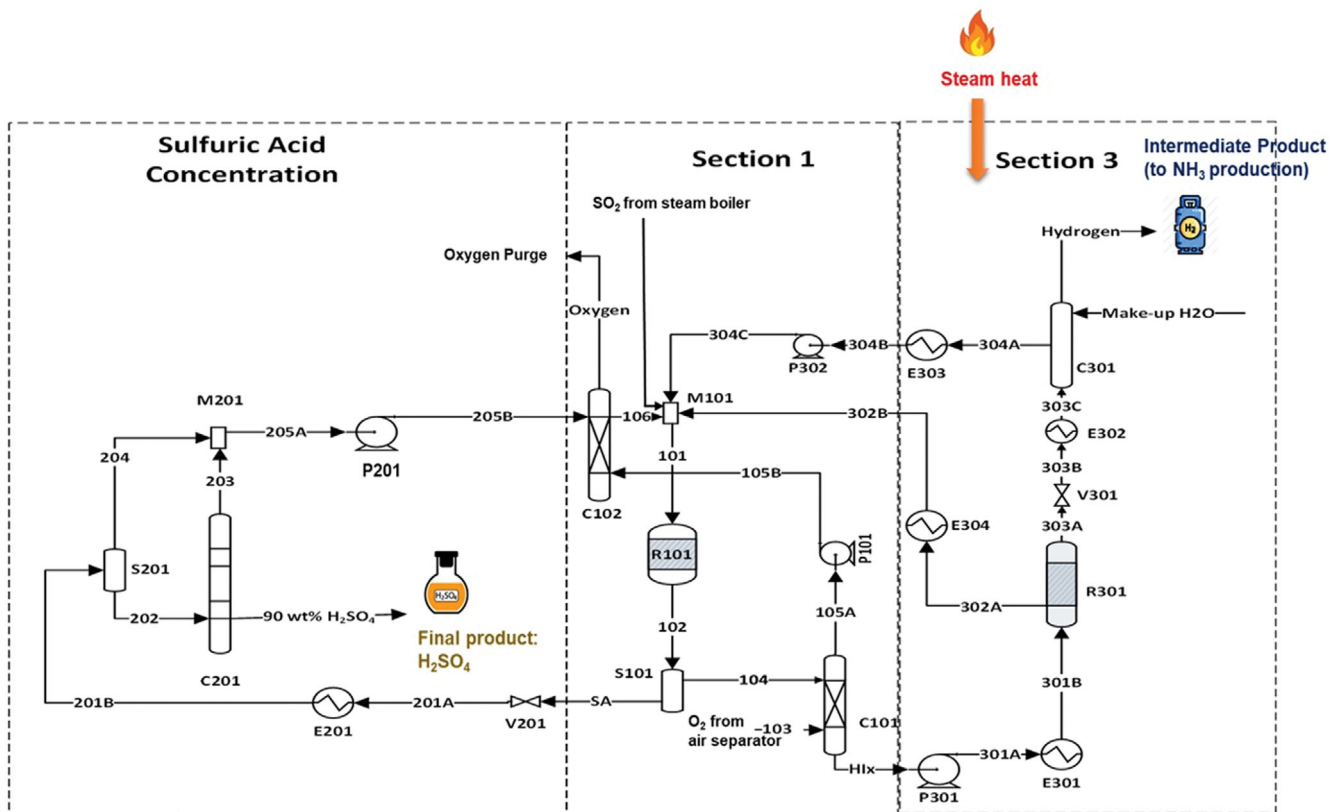 Steam heat
Sulfuric Acid
Concentration
Section 1
Section 3
Intermediate Product
(to NH₃ production)
SO₂ from steam boiler
H₂
Hydrogen
Oxygen Purge
Oxygen
Make-up H2O
304C
304B
304A
P302
E303
C301
M201
M101
303C
205A
205B
106
302B
E302
204
P201
101
303B
203
105B
V301
C102
E304
303A
R101
P101
S201
R301
H₂SO₄
302A
105A
202
90 wt% H₂SO₄
102
Final product:
H₂SO₄
S101
104
301B
C201
201B
201A
SA
O₂ from
air separator
103
C101
E201
V201
301A
HIx
P301
E301